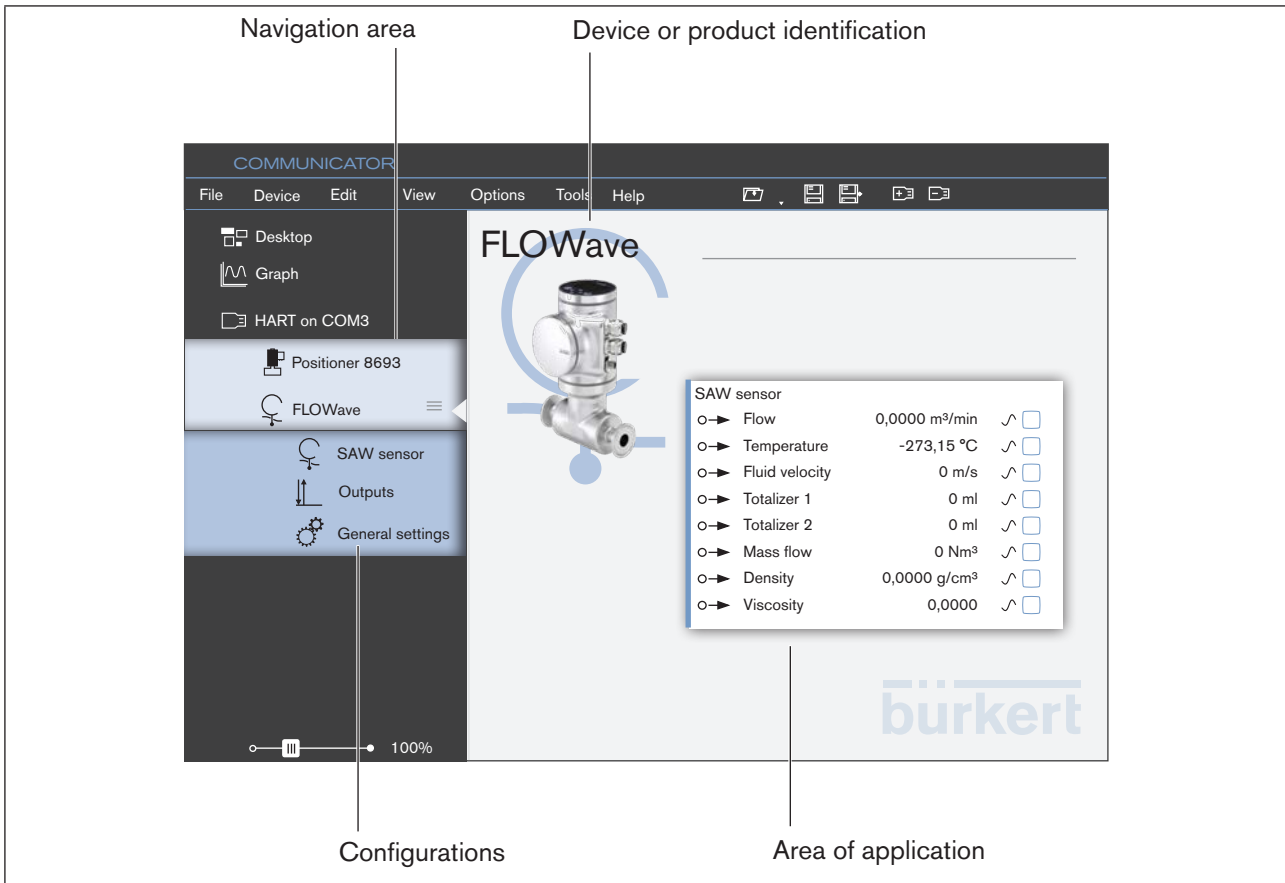 Navigation area
Device or product identification
COMMUNICATOR
File Device Edit View Options Tools Help
Desktop
Graph
HART on COM3
Positioner 8693
FLOWave
SAW sensor
Outputs
General settings
100%
FLOWave
SAW sensor
Flow 0,0000 m³/min
Temperature -273,15 °C
Fluid velocity 0 m/s
Totalizer 1 0 ml
Totalizer 2 0 ml
Mass flow 0 Nm³
Density 0,0000 g/cm³
Viscosity 0,0000
bürkert
Configurations
Area of application